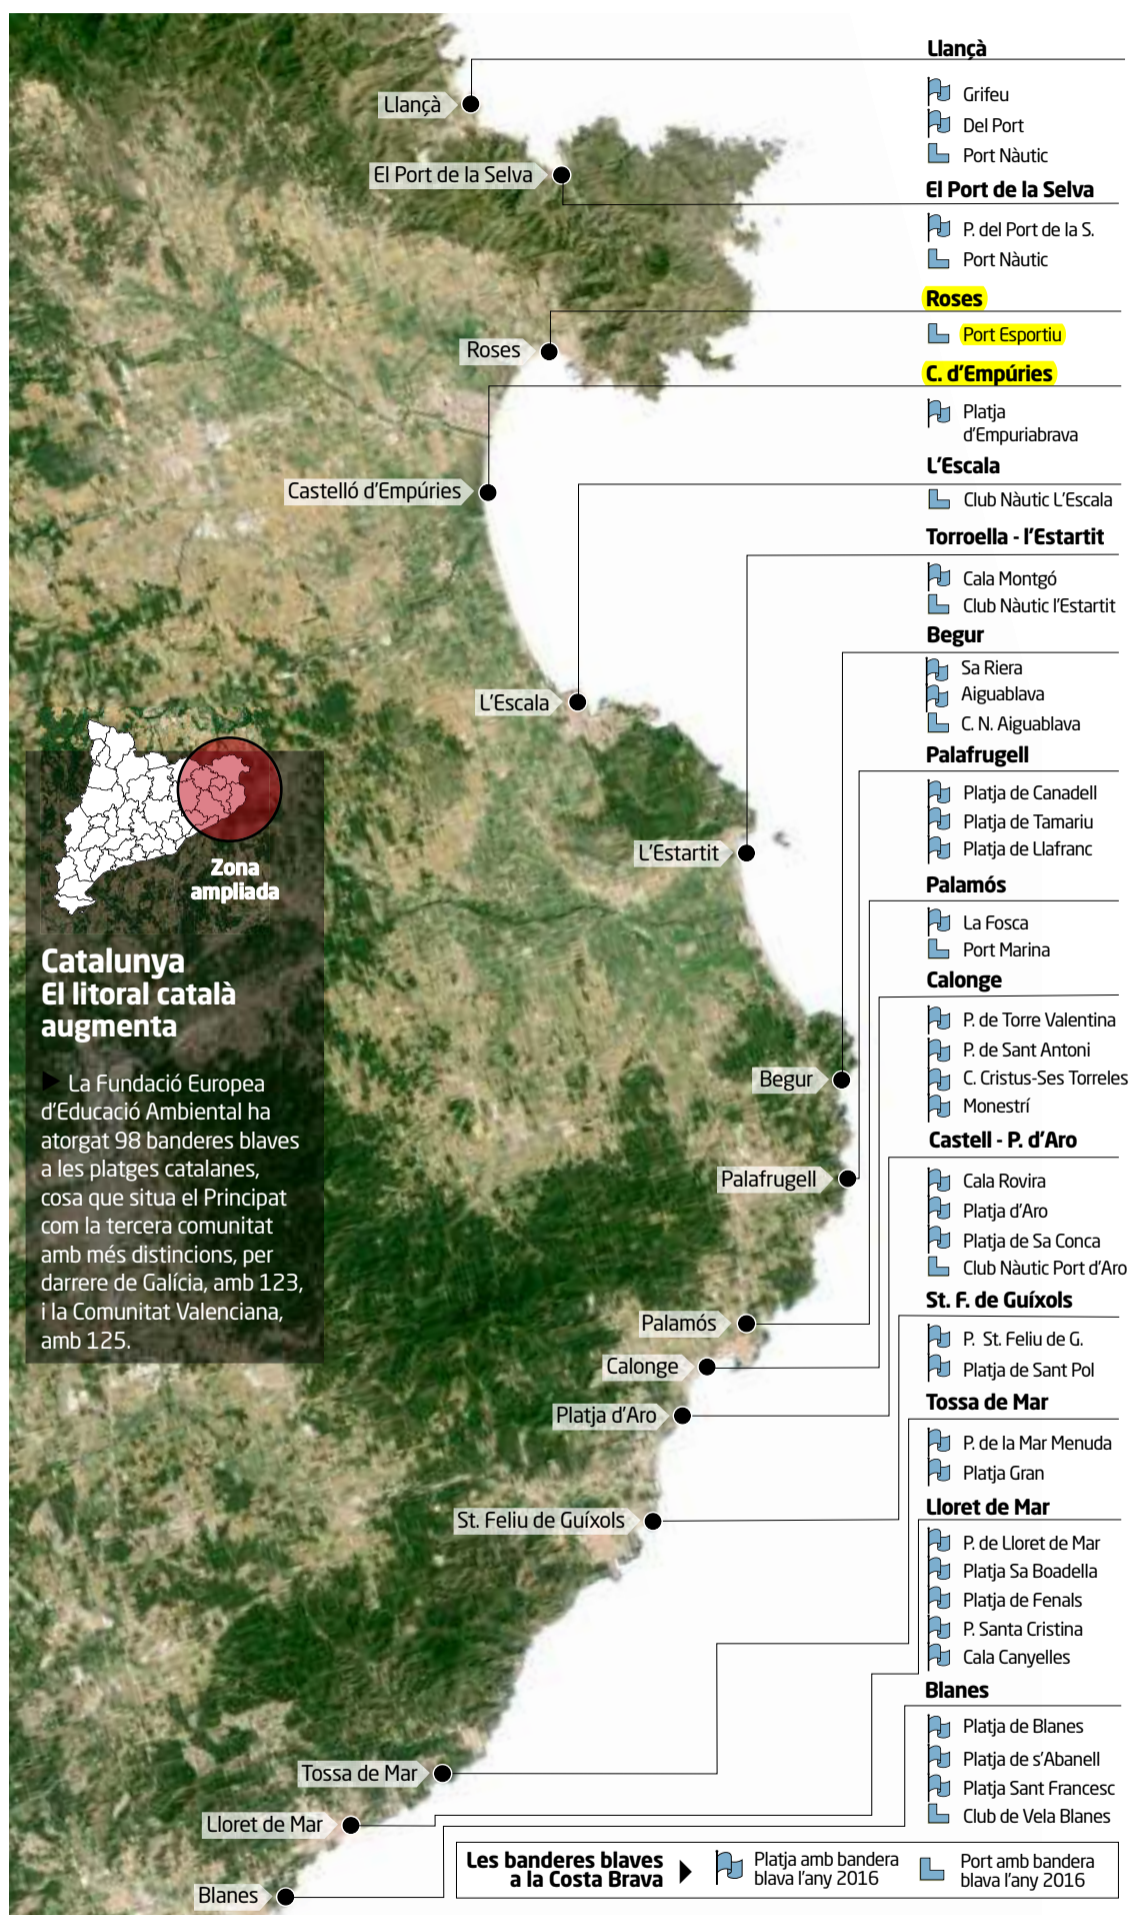 Llançà
El Port de la Selva
Roses
Castelló d'Empúries
L'Escala
L'Estartit
Begur
Palafrugell
Palamós
Calonge
Platja d'Aro
St. Feliu de Guíxols
Tossa de Mar
Lloret de Mar
Blanes
Zona
ampliada
Catalunya
El litoral català
augmenta
► La Fundació Europea
d'Educació Ambiental ha
atorgat 98 banderes blaves
a les platges catalanes,
cosa que situa el Principat
com la tercera comunitat
amb més distincions, per
darrere de Galícia, amb 123,
i la Comunitat Valenciana,
amb 125.
Llançà
Grifeu
Del Port
Port Nàutic
El Port de la Selva
P. del Port de la S.
Port Nàutic
Roses
Port Esportiu
C. d'Empúries
Platja
d'Empuriabrava
L'Escala
Club Nàutic L'Escala
Torroella - l'Estartit
Cala Montgó
Club Nàutic l'Estartit
Begur
Sa Riera
Aiguablava
C. N. Aiguablava
Palafrugell
Platja de Canadell
Platja de Tamariu
Platja de Llafranc
Palamós
La Fosca
Port Marina
Calonge
P. de Torre Valentina
P. de Sant Antoni
C. Cristus-Ses Torreles
Monestrí
Castell - P. d'Aro
Cala Rovira
Platja d'Aro
Platja de Sa Conca
Club Nàutic Port d'Aro
St. F. de Guíxols
P. St. Feliu de G.
Platja de Sant Pol
Tossa de Mar
P. de la Mar Menuda
Platja Gran
Lloret de Mar
P. de Lloret de Mar
Platja Sa Boadella
Platja de Fenals
P. Santa Cristina
Cala Canyelles
Blanes
Platja de Blanes
Platja de s'Abanell
Platja Sant Francesc
Club de Vela Blanes
Les banderes blaves
a la Costa Brava
Platja amb bandera
blava l'any 2016
Port amb bandera
blava l'any 2016